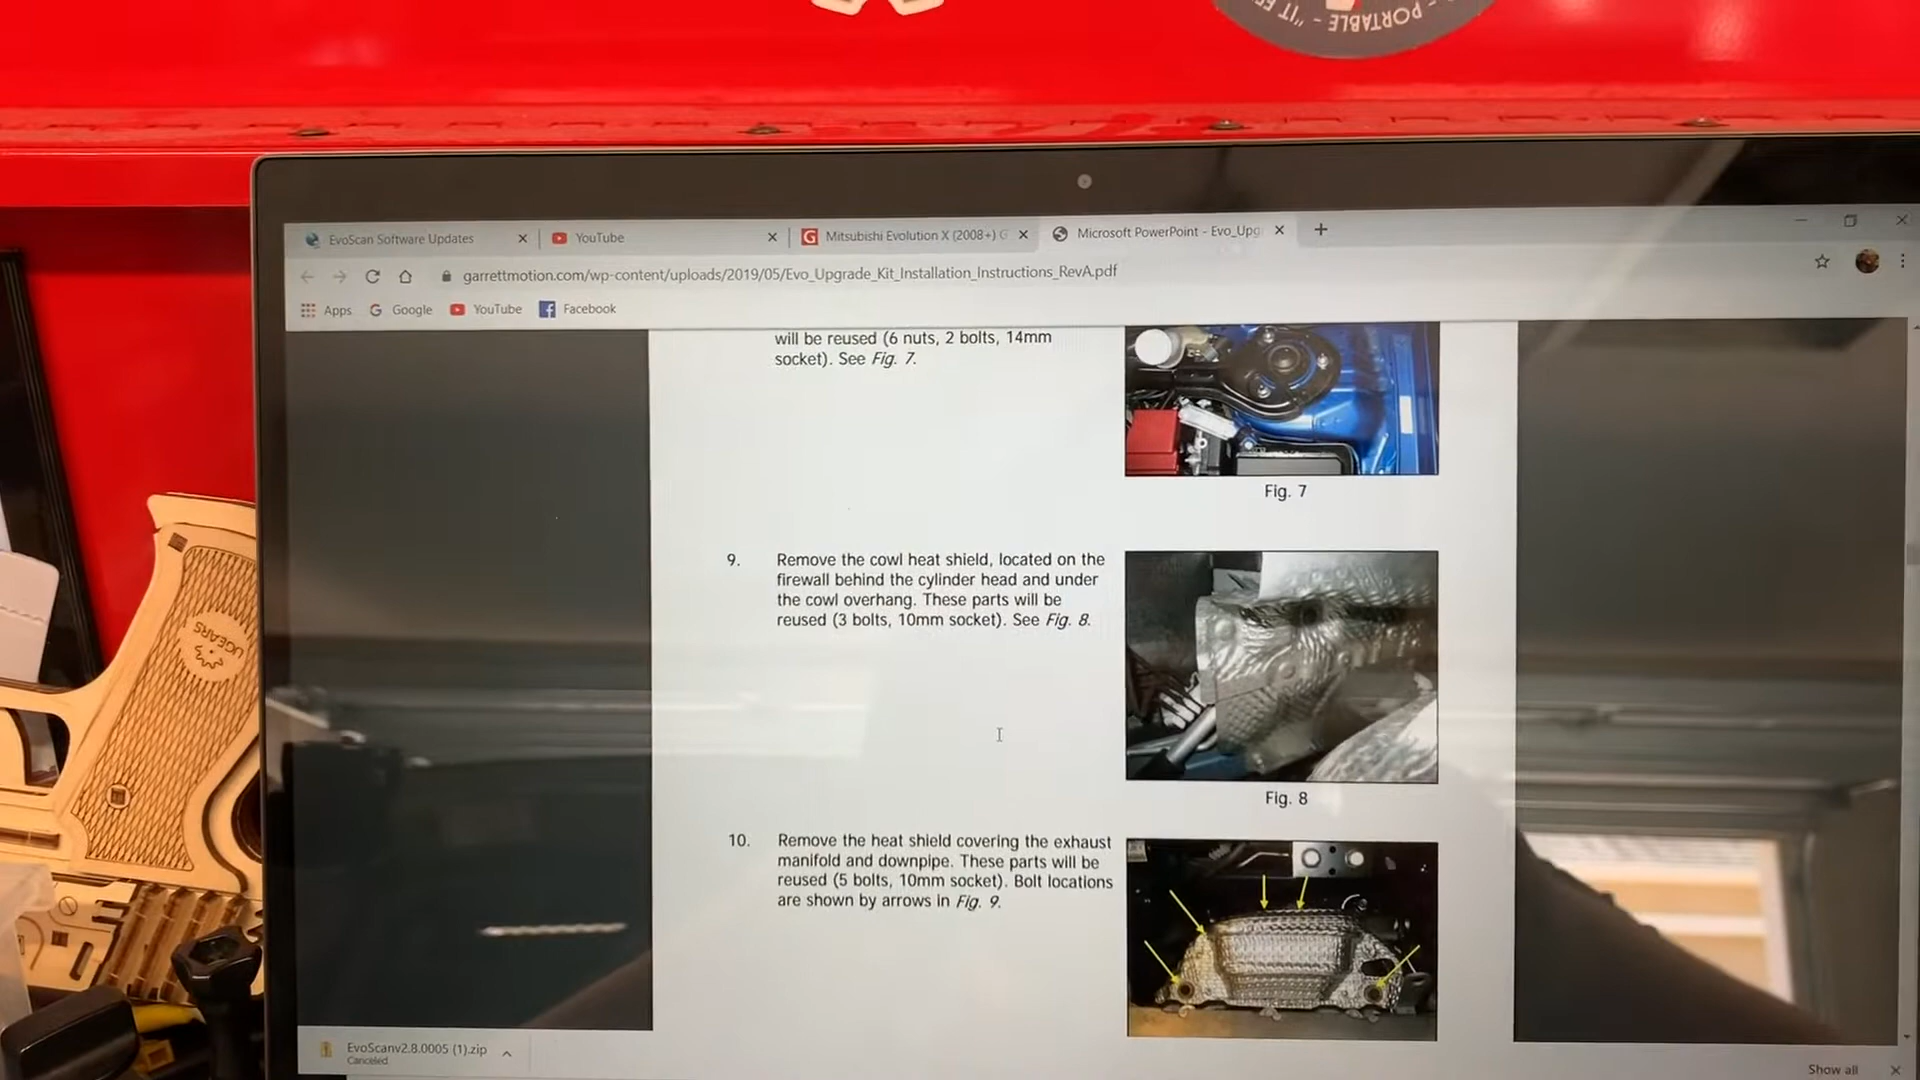 PORTABLE - "IT
EvoScan Software Updates
YouTube
Mitsubishi Evolution X (2008+) G
Microsoft PowerPoint - Evo_Upg
garrettmotion.com/wp-content/uploads/2019/05/Evo_Upgrade_Kit_Installation_Instructions_RevA.pdf
Apps
Google
YouTube
Facebook
will be reused (6 nuts, 2 bolts, 14mm
socket). See Fig. 7.
Fig. 7
9. Remove the cowl heat shield, located on the
firewall behind the cylinder head and under
the cowl overhang. These parts will be
reused (3 bolts, 10mm socket). See Fig. 8.
Fig. 8
10. Remove the heat shield covering the exhaust
manifold and downpipe. These parts will be
reused (5 bolts, 10mm socket). Bolt locations
are shown by arrows in Fig. 9.
UGEARS
EvoScanv2.8.0005 (1).zip
Canceled
Show all